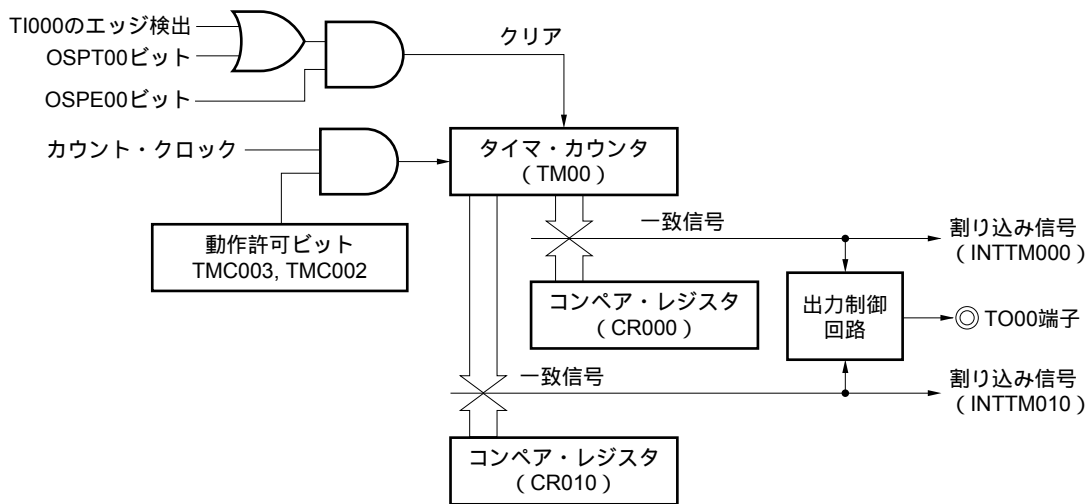 TI000のエッジ検出
OSPT00ビット
OSPE00ビット
クリア
カウント・クロック
タイマ・カウンタ
(TM00)
動作許可ビット
TMC003, TMC002
一致信号
割り込み信号
(INTTM000)
コンペア・レジスタ
(CR000)
出力制御
回路
TO00端子
一致信号
割り込み信号
(INTTM010)
コンペア・レジスタ
(CR010)